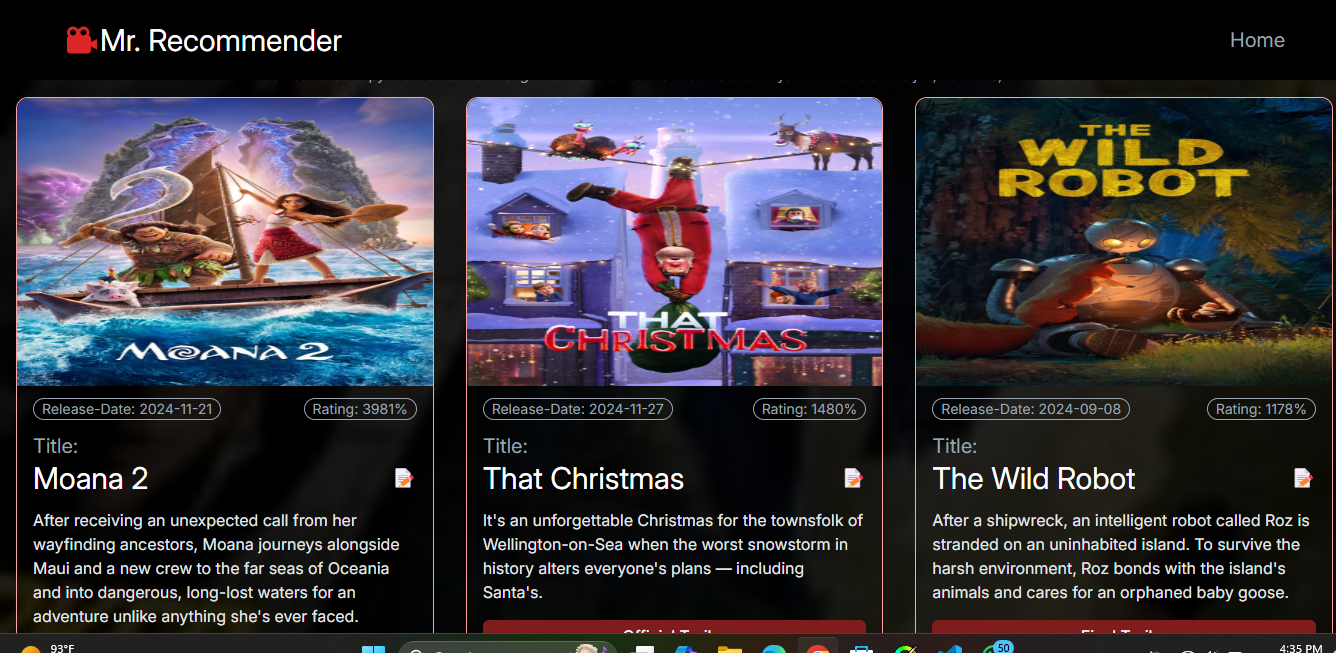 Mr. Recommender
Home
MOANA 2
THAT
CHRISTMAS
THE
WILD
ROBOT
Release-Date: 2024-11-21
Rating: 3981%
Release-Date: 2024-11-27
Rating: 1480%
Release-Date: 2024-09-08
Rating: 1178%
Title:
Moana 2
After receiving an unexpected call from her
wayfinding ancestors, Moana journeys alongside
Maui and a new crew to the far seas of Oceania
and into dangerous, long-lost waters for an
adventure unlike anything she's ever faced.
Title:
That Christmas
It's an unforgettable Christmas for the townsfolk of
Wellington-on-Sea when the worst snowstorm in
history alters everyone's plans — including
Santa's.
Title:
The Wild Robot
After a shipwreck, an intelligent robot called Roz is
stranded on an uninhabited island. To survive the
harsh environment, Roz bonds with the island's
animals and cares for an orphaned baby goose.
93°F
50
4:35 PM